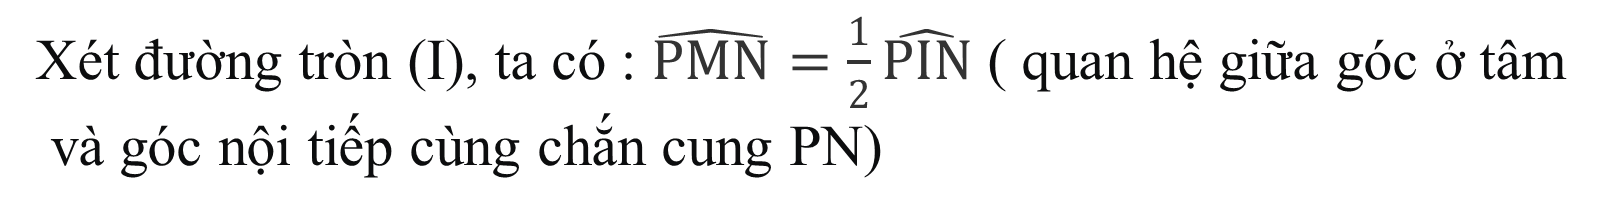 Xét đường tròn (I), ta có : $\widehat{PMN} = \frac{1}{2}\widehat{PIN}$ ( quan hệ giữa góc ở tâm
và góc nội tiếp cùng chắn cung PN)